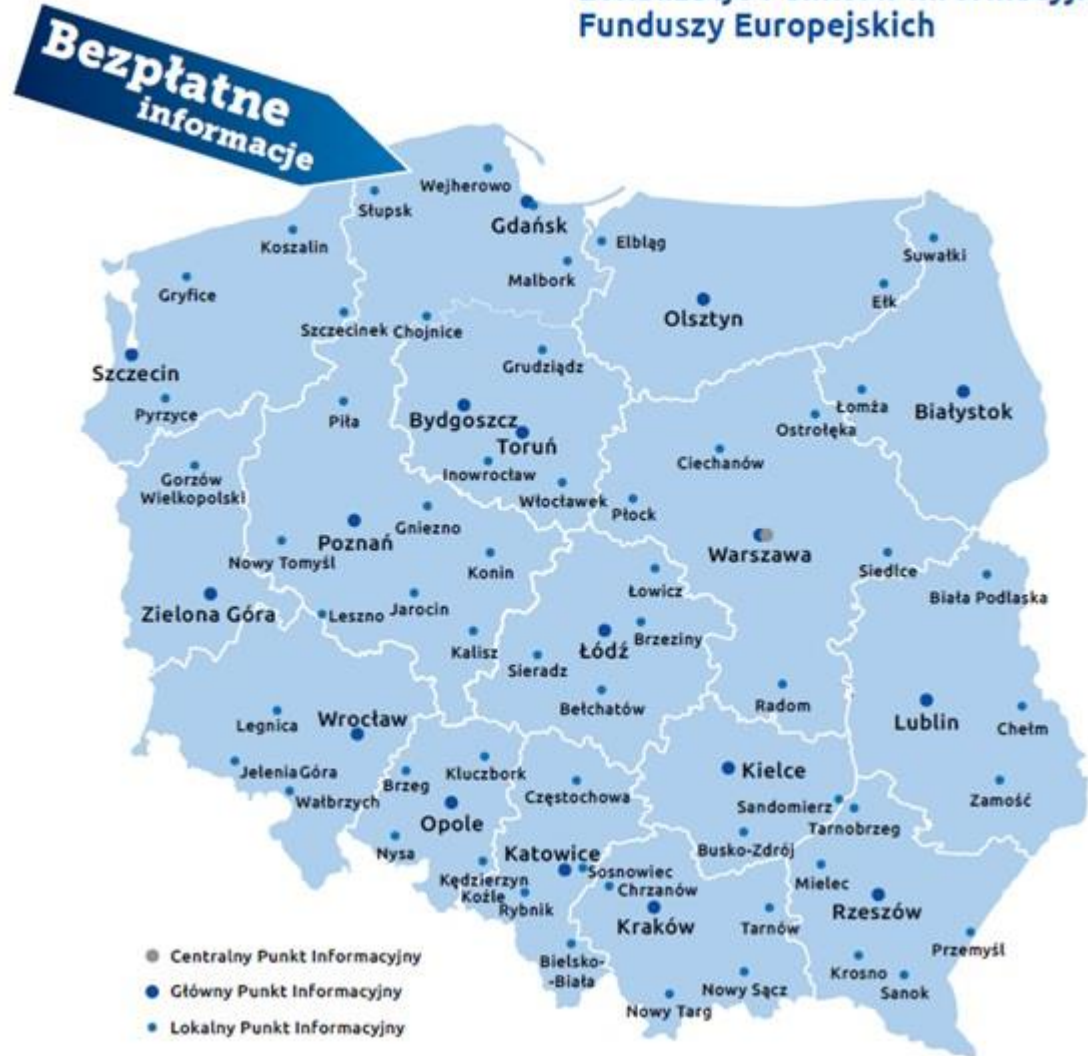 Funduszy Europejskich
Bezpłatne
informacje
Wejherowo
Słupsk
Gdańsk
Koszalin
Elbląg
Suwałki
Malbork
Gryfice
Ełk
Olsztyn
Szczecinek
Chojnice
Grudziądz
Szczecin
Pyrzyce
Piła
Bydgoszcz
Łomża
Białystok
Ostrołęka
Toruń
Ciechanów
Inowrocław
Gorzów
Wielkopolski
Włocławek
Płock
Gniezno
Poznań
Warszawa
Nowy Tomyśl
Konin
Siedlce
Łowicz
Biała Podlaska
Zielona Góra
Leszno
Jarocin
Brzeziny
Kalisz
Łódź
Sieradz
Bełchatów
Radom
Legnica
Wrocław
Lublin
Chełm
Jelenia Góra
Kluczbork
Kielce
Brzeg
Częstochowa
Wałbrzych
Sandomierz
Zamość
Opole
Tarnobrzeg
Nysa
Busko-Zdrój
Katowice
Sosnowiec
Mielec
Kędzierzyn
Koźle
Chrzanów
Rybnik
Kraków
Rzeszów
Tarnów
Przemyśl
Bielsko-
-Biała
Krosno
Nowy Sącz
Sanok
Nowy Targ
Centralny Punkt Informacyjny
Główny Punkt Informacyjny
Lokalny Punkt Informacyjny